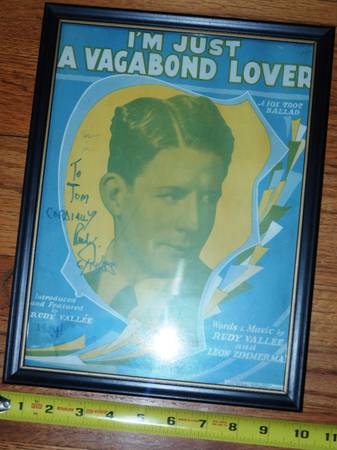 I'M JUST
A VAGABOND LOVER
A FOX TROT
BALLAD
To
Tom
CORDIALLY
Rudy
Introduced
and Featured
by
RUDY VALLÉE
Words & Music by
RUDY VALLÉE
and
LEON ZIMMERMAN
1 2 3 4 5 6 7 8 9 10 11